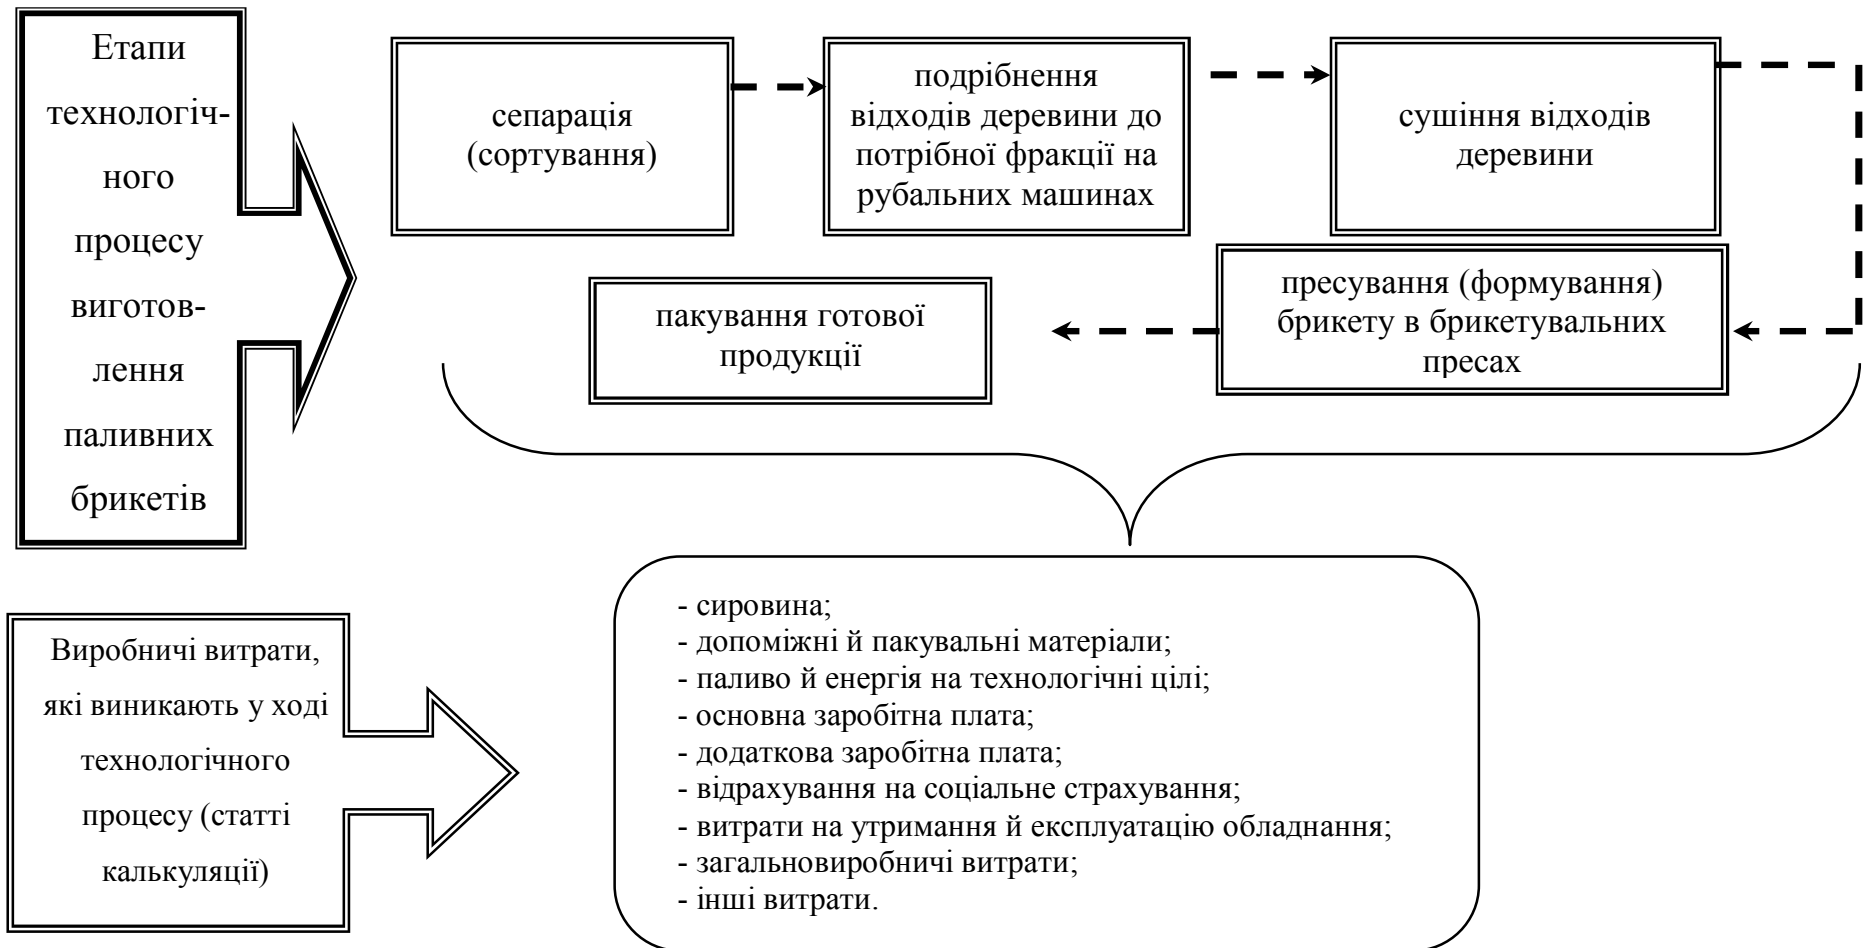 Етапи
технологіч-
ного
процесу
виготов-
лення
паливних
брикетів
сепарація
(сортування)
подрібнення
відходів деревини до
потрібної фракції на
рубальних машинах
сушіння відходів
деревини
пресування (формування)
брикету в брикетувальних
пресах
пакування готової
продукції
Виробничі витрати,
які виникають у ході
технологічного
процесу (статті
калькуляції)
- сировина;
- допоміжні й пакувальні матеріали;
- паливо й енергія на технологічні цілі;
- основна заробітна плата;
- додаткова заробітна плата;
- відрахування на соціальне страхування;
- витрати на утримання й експлуатацію обладнання;
- загальновиробничі витрати;
- інші витрати.